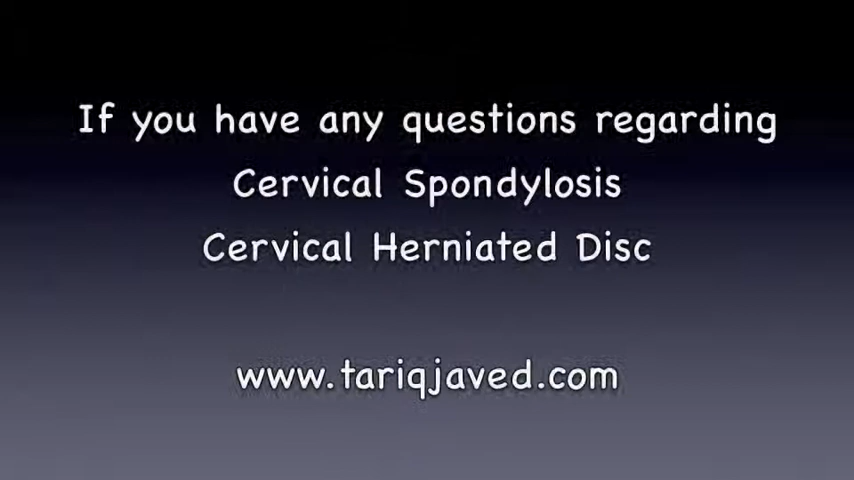 If you have any questions regarding
Cervical Spondylosis
Cervical Herniated Disc
www.tariqjaved.com